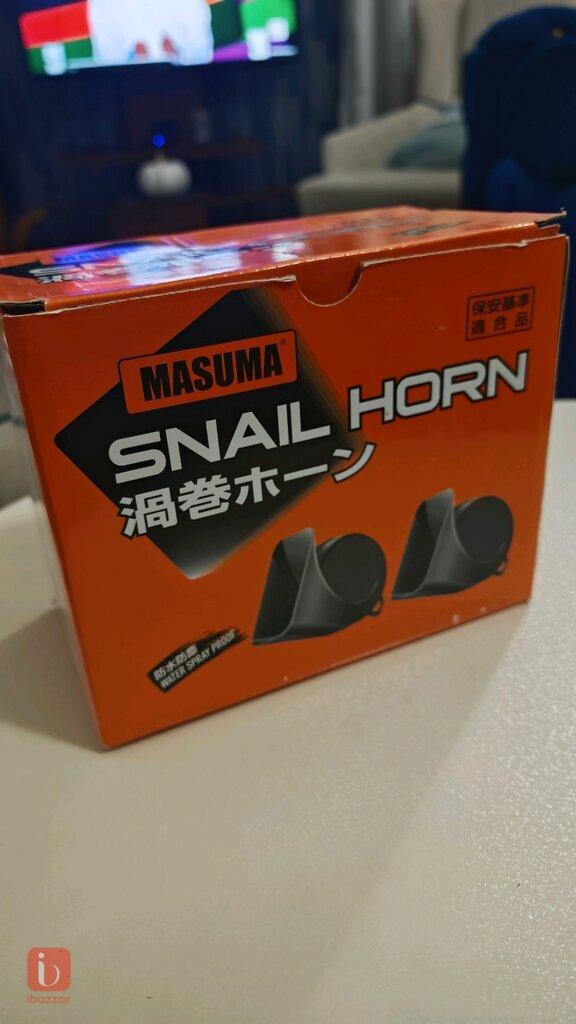 保安基準
適合品
MASUMA®
SNAIL HORN
渦巻ホーン
防水防塵
WATER SPRAY PROOF
ibazzar